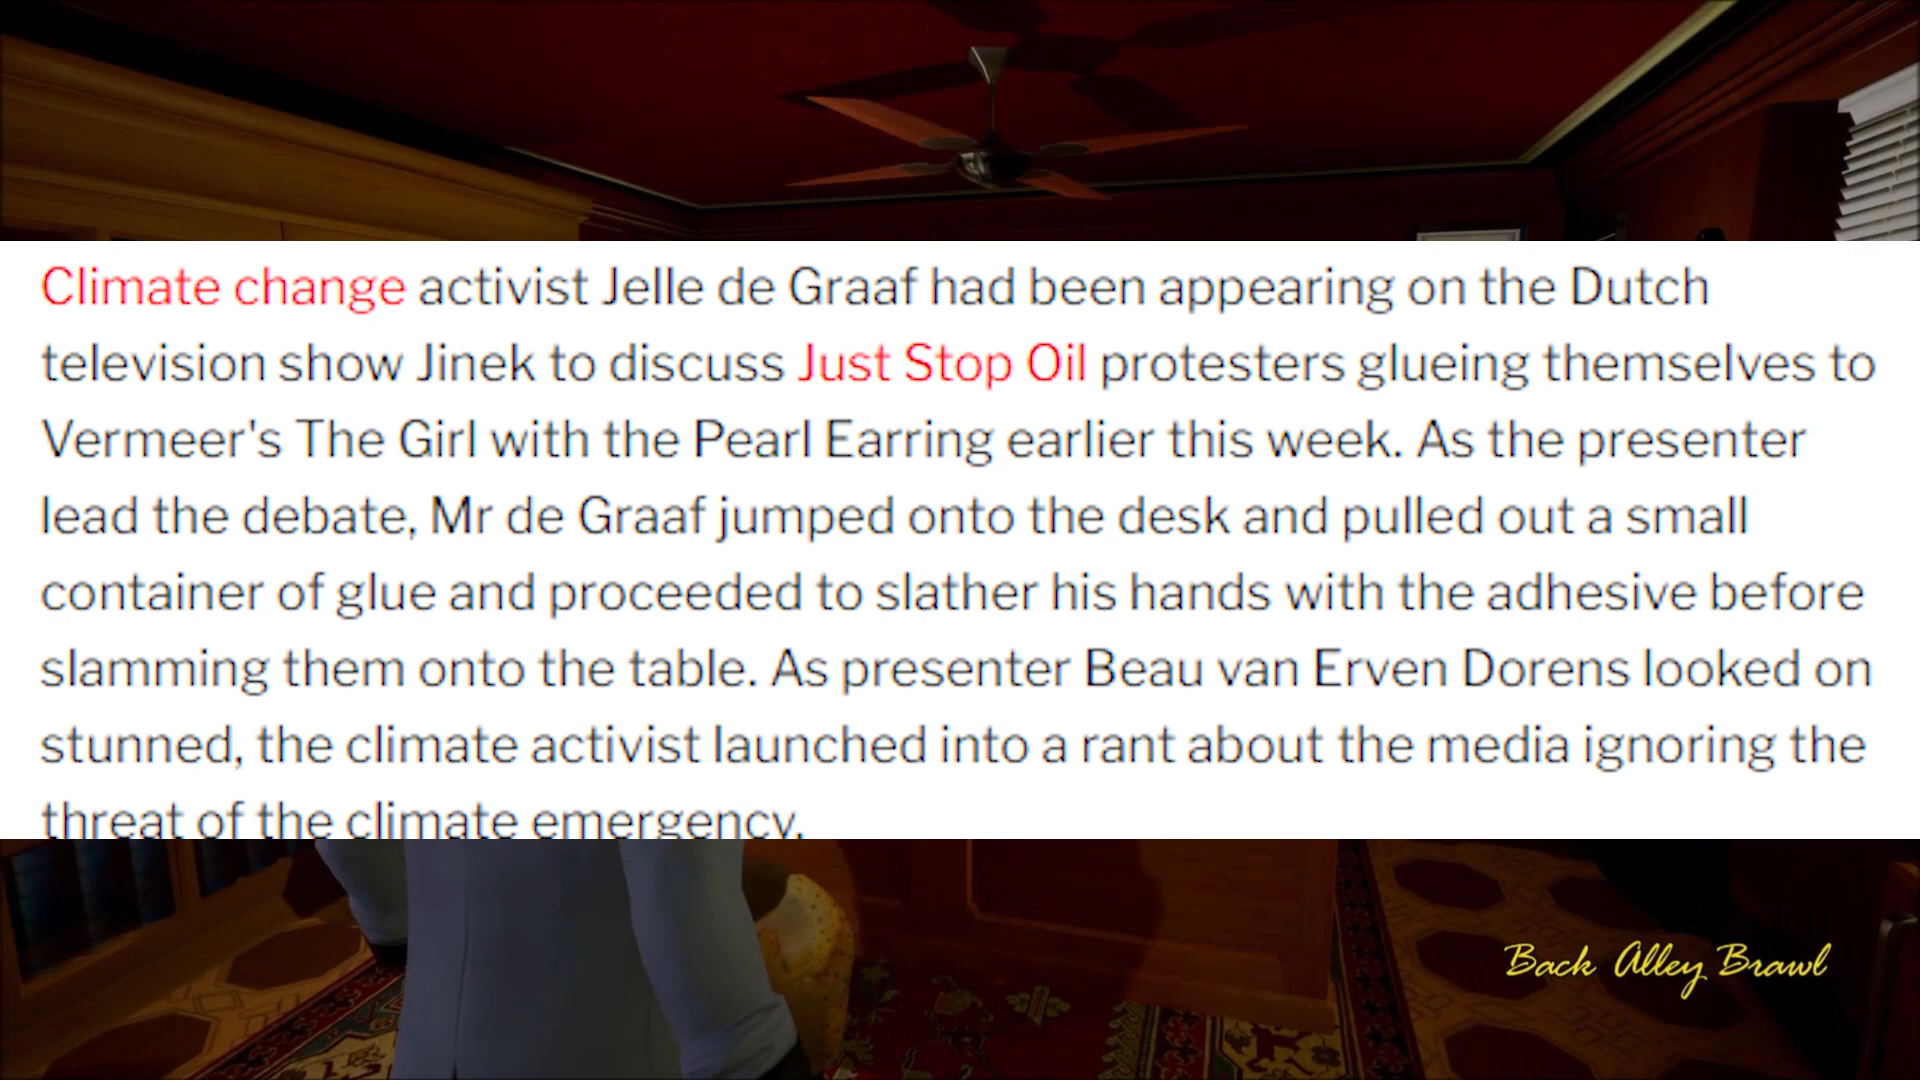 Climate change activist Jelle de Graaf had been appearing on the Dutch
television show Jinek to discuss Just Stop Oil protesters glueing themselves to
Vermeer's The Girl with the Pearl Earring earlier this week. As the presenter
lead the debate, Mr de Graaf jumped onto the desk and pulled out a small
container of glue and proceeded to slather his hands with the adhesive before
slamming them onto the table. As presenter Beau van Erven Dorens looked on
stunned, the climate activist launched into a rant about the media ignoring the
threat of the climate emergency.
Back Alley Brawl